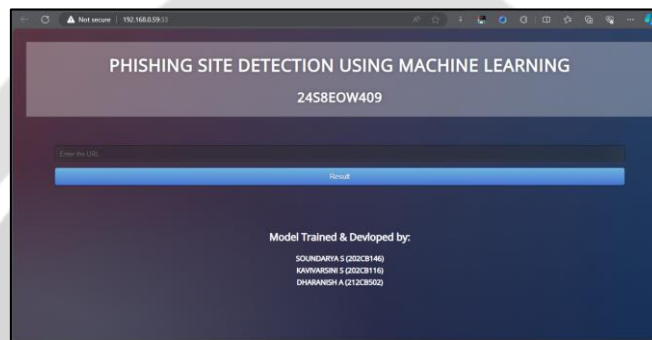 Not secure | 192.168.0.59:33
PHISHING SITE DETECTION USING MACHINE LEARNING
24S8EOW409
Enter the URL
Result
Model Trained & Devloped by:
SOUNDARYA S (202CB146)
KAVIVARSINI S (202CB116)
DHARANISH A (212CB502)